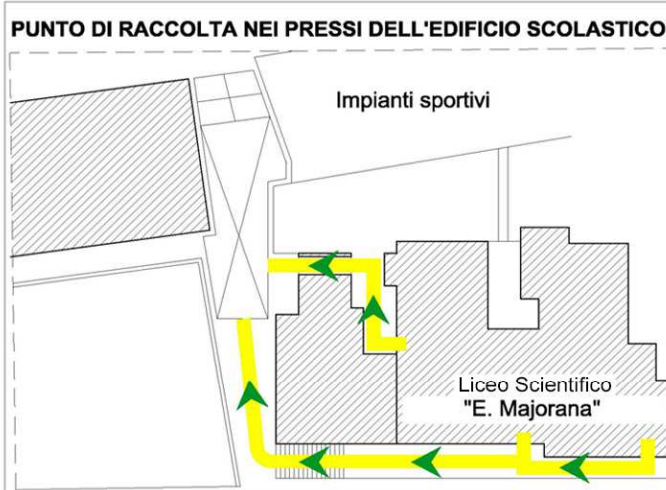 PUNTO DI RACCOLTA NEI PRESSI DELL'EDIFICIO SCOLASTICO
Impianti sportivi
Liceo Scientifico
"E. Majorana"